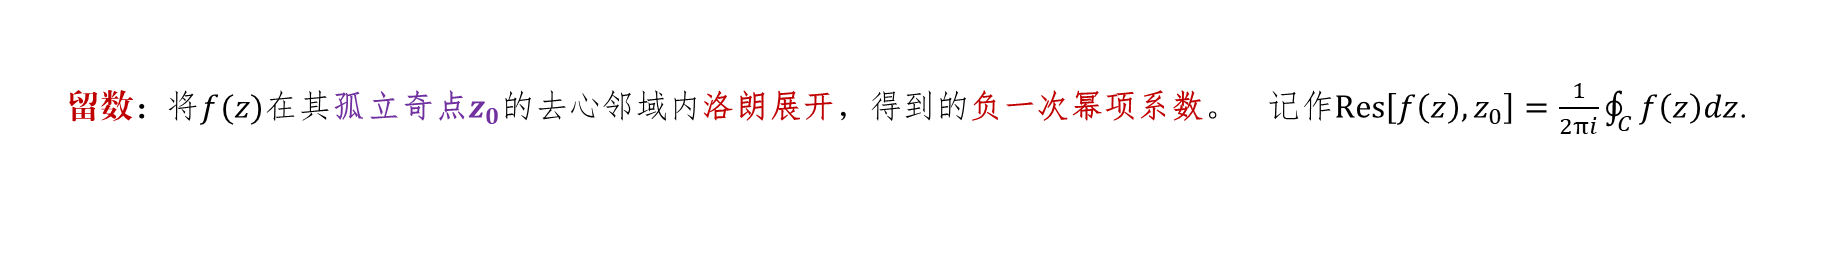 留数：将f(z)在其孤立奇点z₀的去心邻域内洛朗展开，得到的负一次幂项系数。 记作Res[f(z), z₀] = \frac{1}{2πi}∮_C f(z)dz.